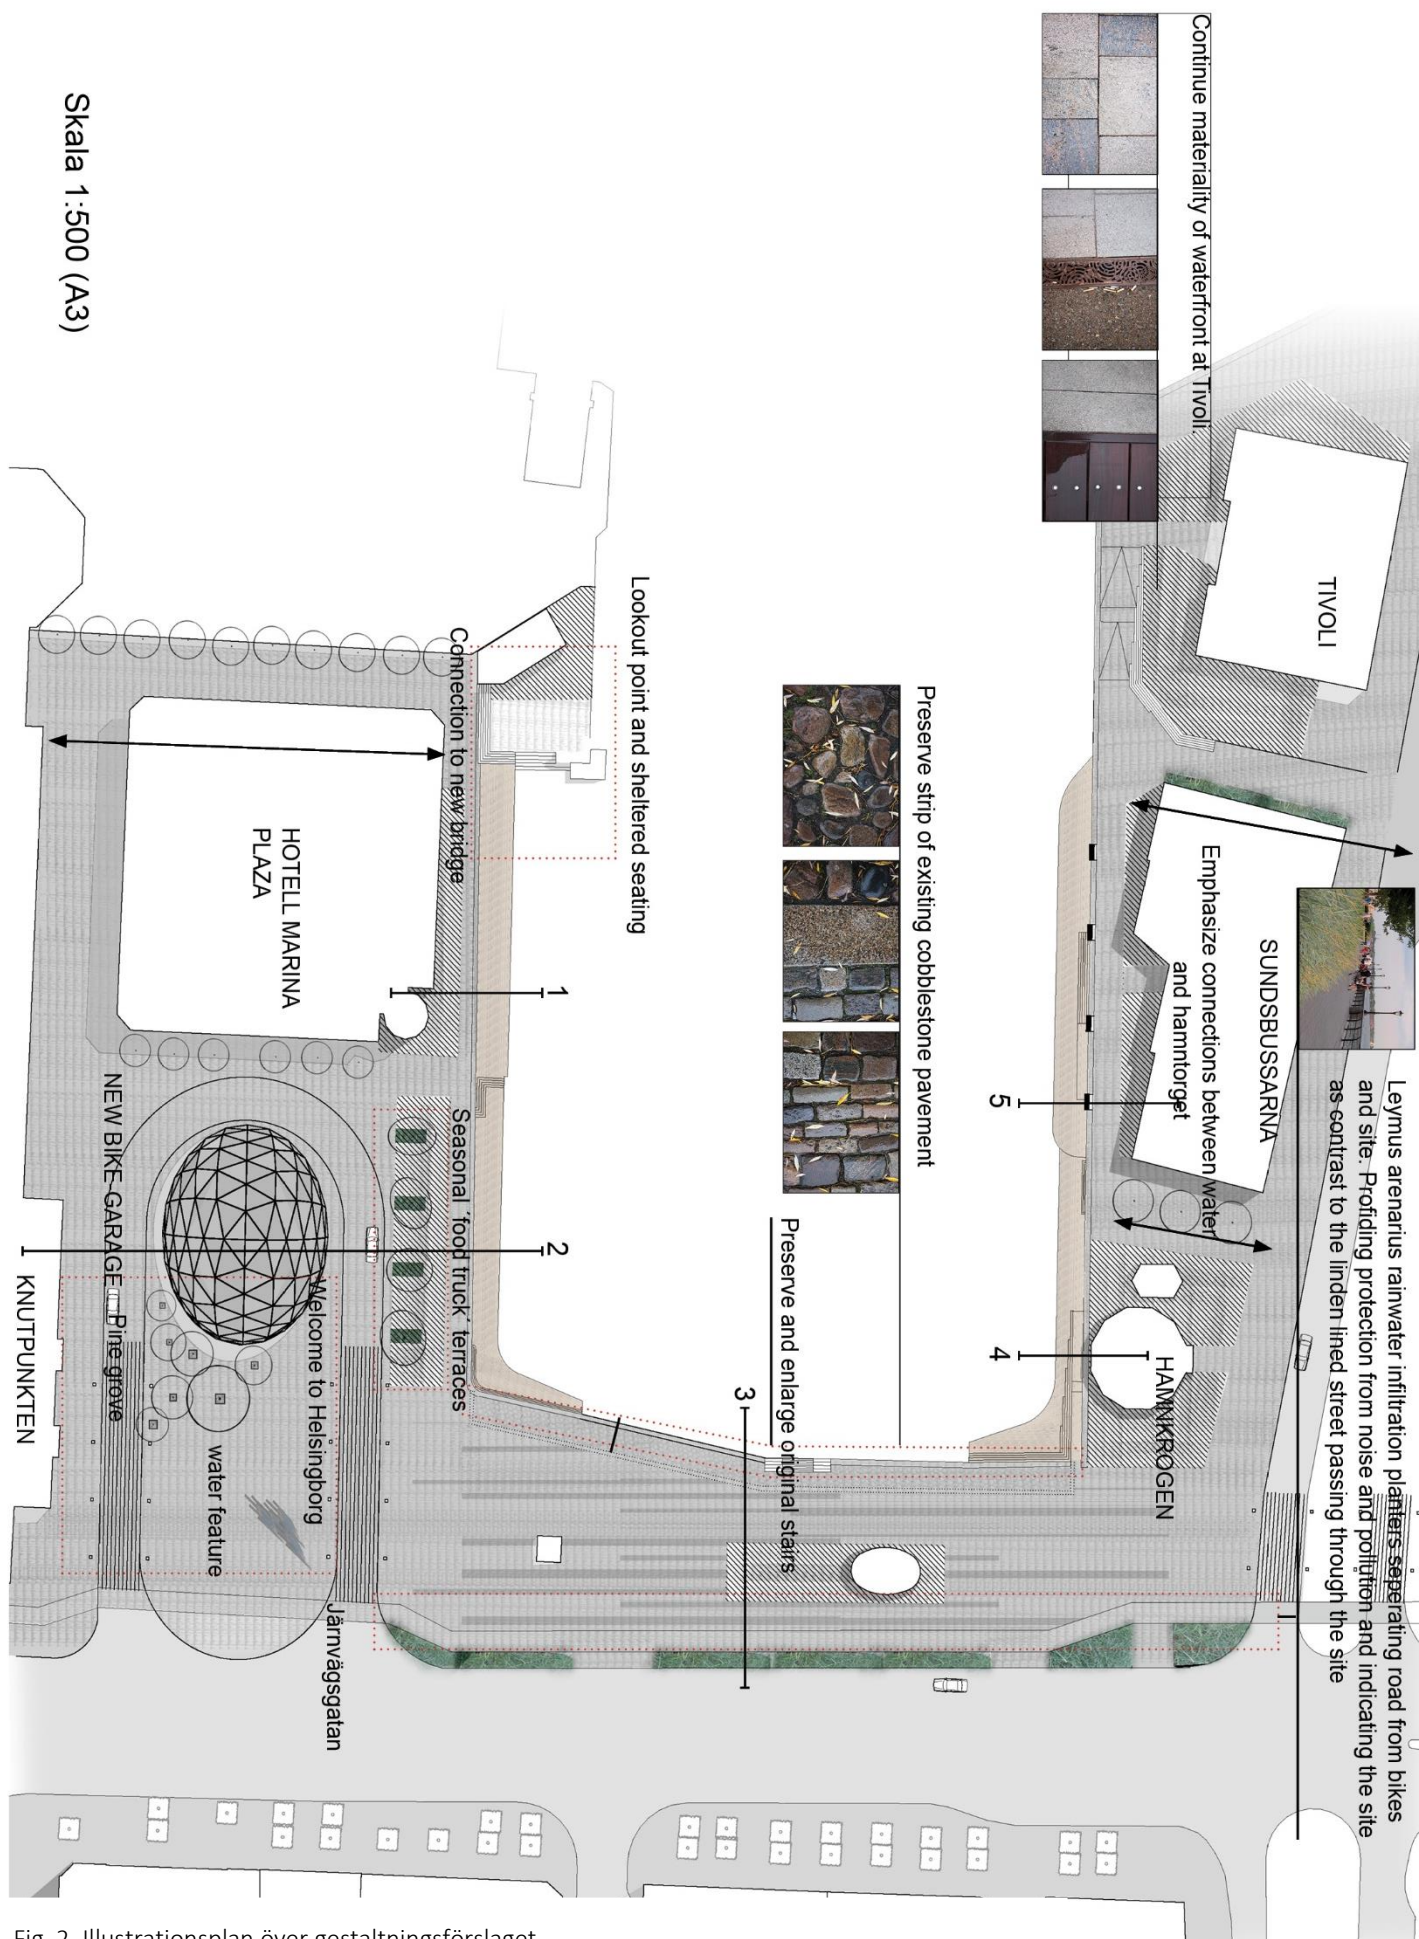 Skala 1:500 (A3)
Continue materiality of waterfront at Tivoli.
TIVOLI
Lookout point and sheltered seating
Connection to new bridge
HOTELL MARINA
PLAZA
Preserve strip of existing cobblestone pavement
Emphasize connections between water
and hamntorget
SUNDSBUSSARNA
Leymus arenarius rainwater infiltration planters seperating road from bikes
and site. Profiding protection from noise and pollution and indicating the site
as contrast to the linden lined street passing through the site
1
5
NEW BIKE GARAGE
Seasonal ´food truck´ terraces
2
Preserve and enlarge original stairs
4
HAMNKROGEN
KNUTPUNKTEN
Pine grove
Welcome to Helsingborg
water feature
3
Järnvägsgatan
Fig. 2. Illustrationsplan över gestaltningsförslaget